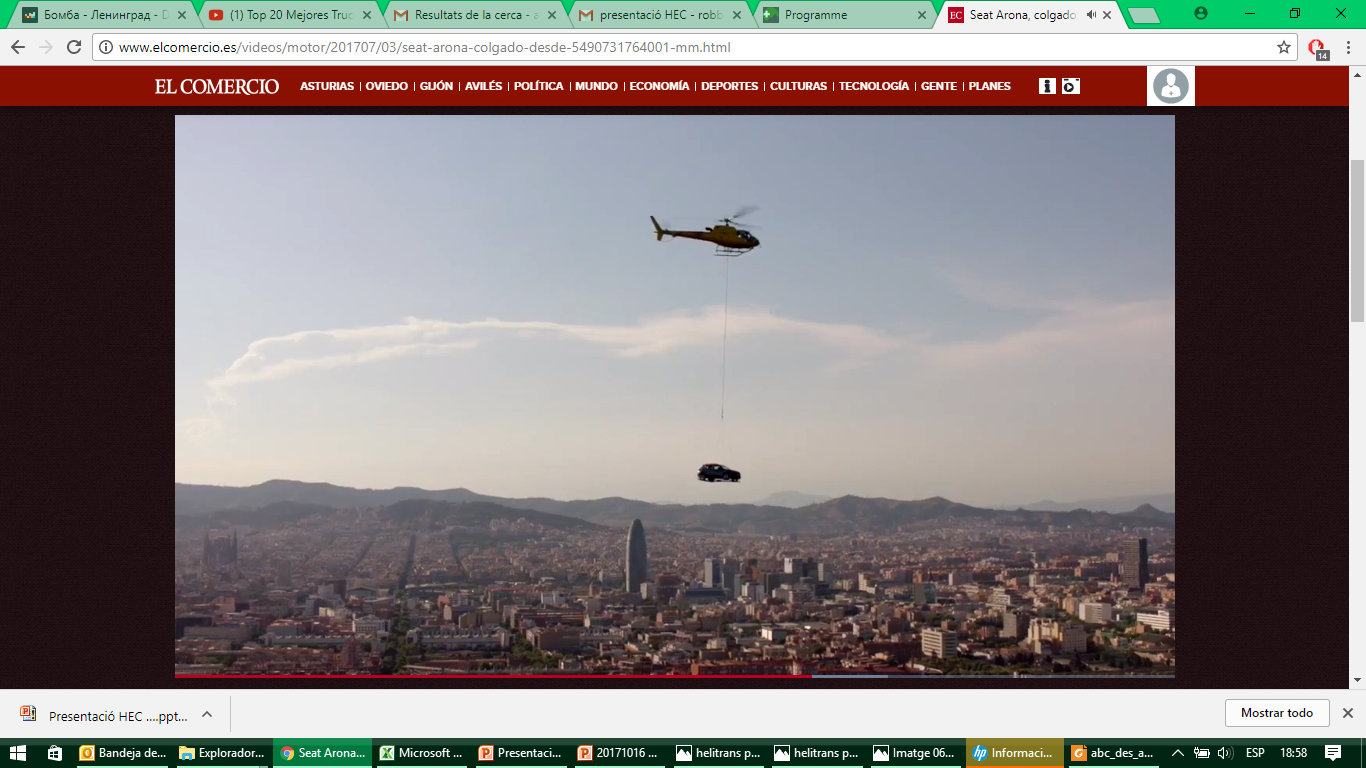 Бомба - Ленинград - D
(1) Top 20 Mejores Truc
Resultats de la cerca - a
presentació HEC - robb
Programme
EC Seat Arona, colgado
www.elcomercio.es/videos/motor/201707/03/seat-arona-colgado-desde-5490731764001-mm.html
14
EL COMERCIO ASTURIAS | OVIEDO | GIJÓN | AVILÉS | POLÍTICA | MUNDO | ECONOMÍA | DEPORTES | CULTURAS | TECNOLOGÍA | GENTE | PLANES
Presentació HEC ....ppt...
Mostrar todo
Bandeja de...
Explorador...
Seat Arona...
Microsoft ...
Presentaci...
20171016 ...
helitrans p...
helitrans p...
Imatge 06...
Informaci...
abc_des_a...
ESP
18:58